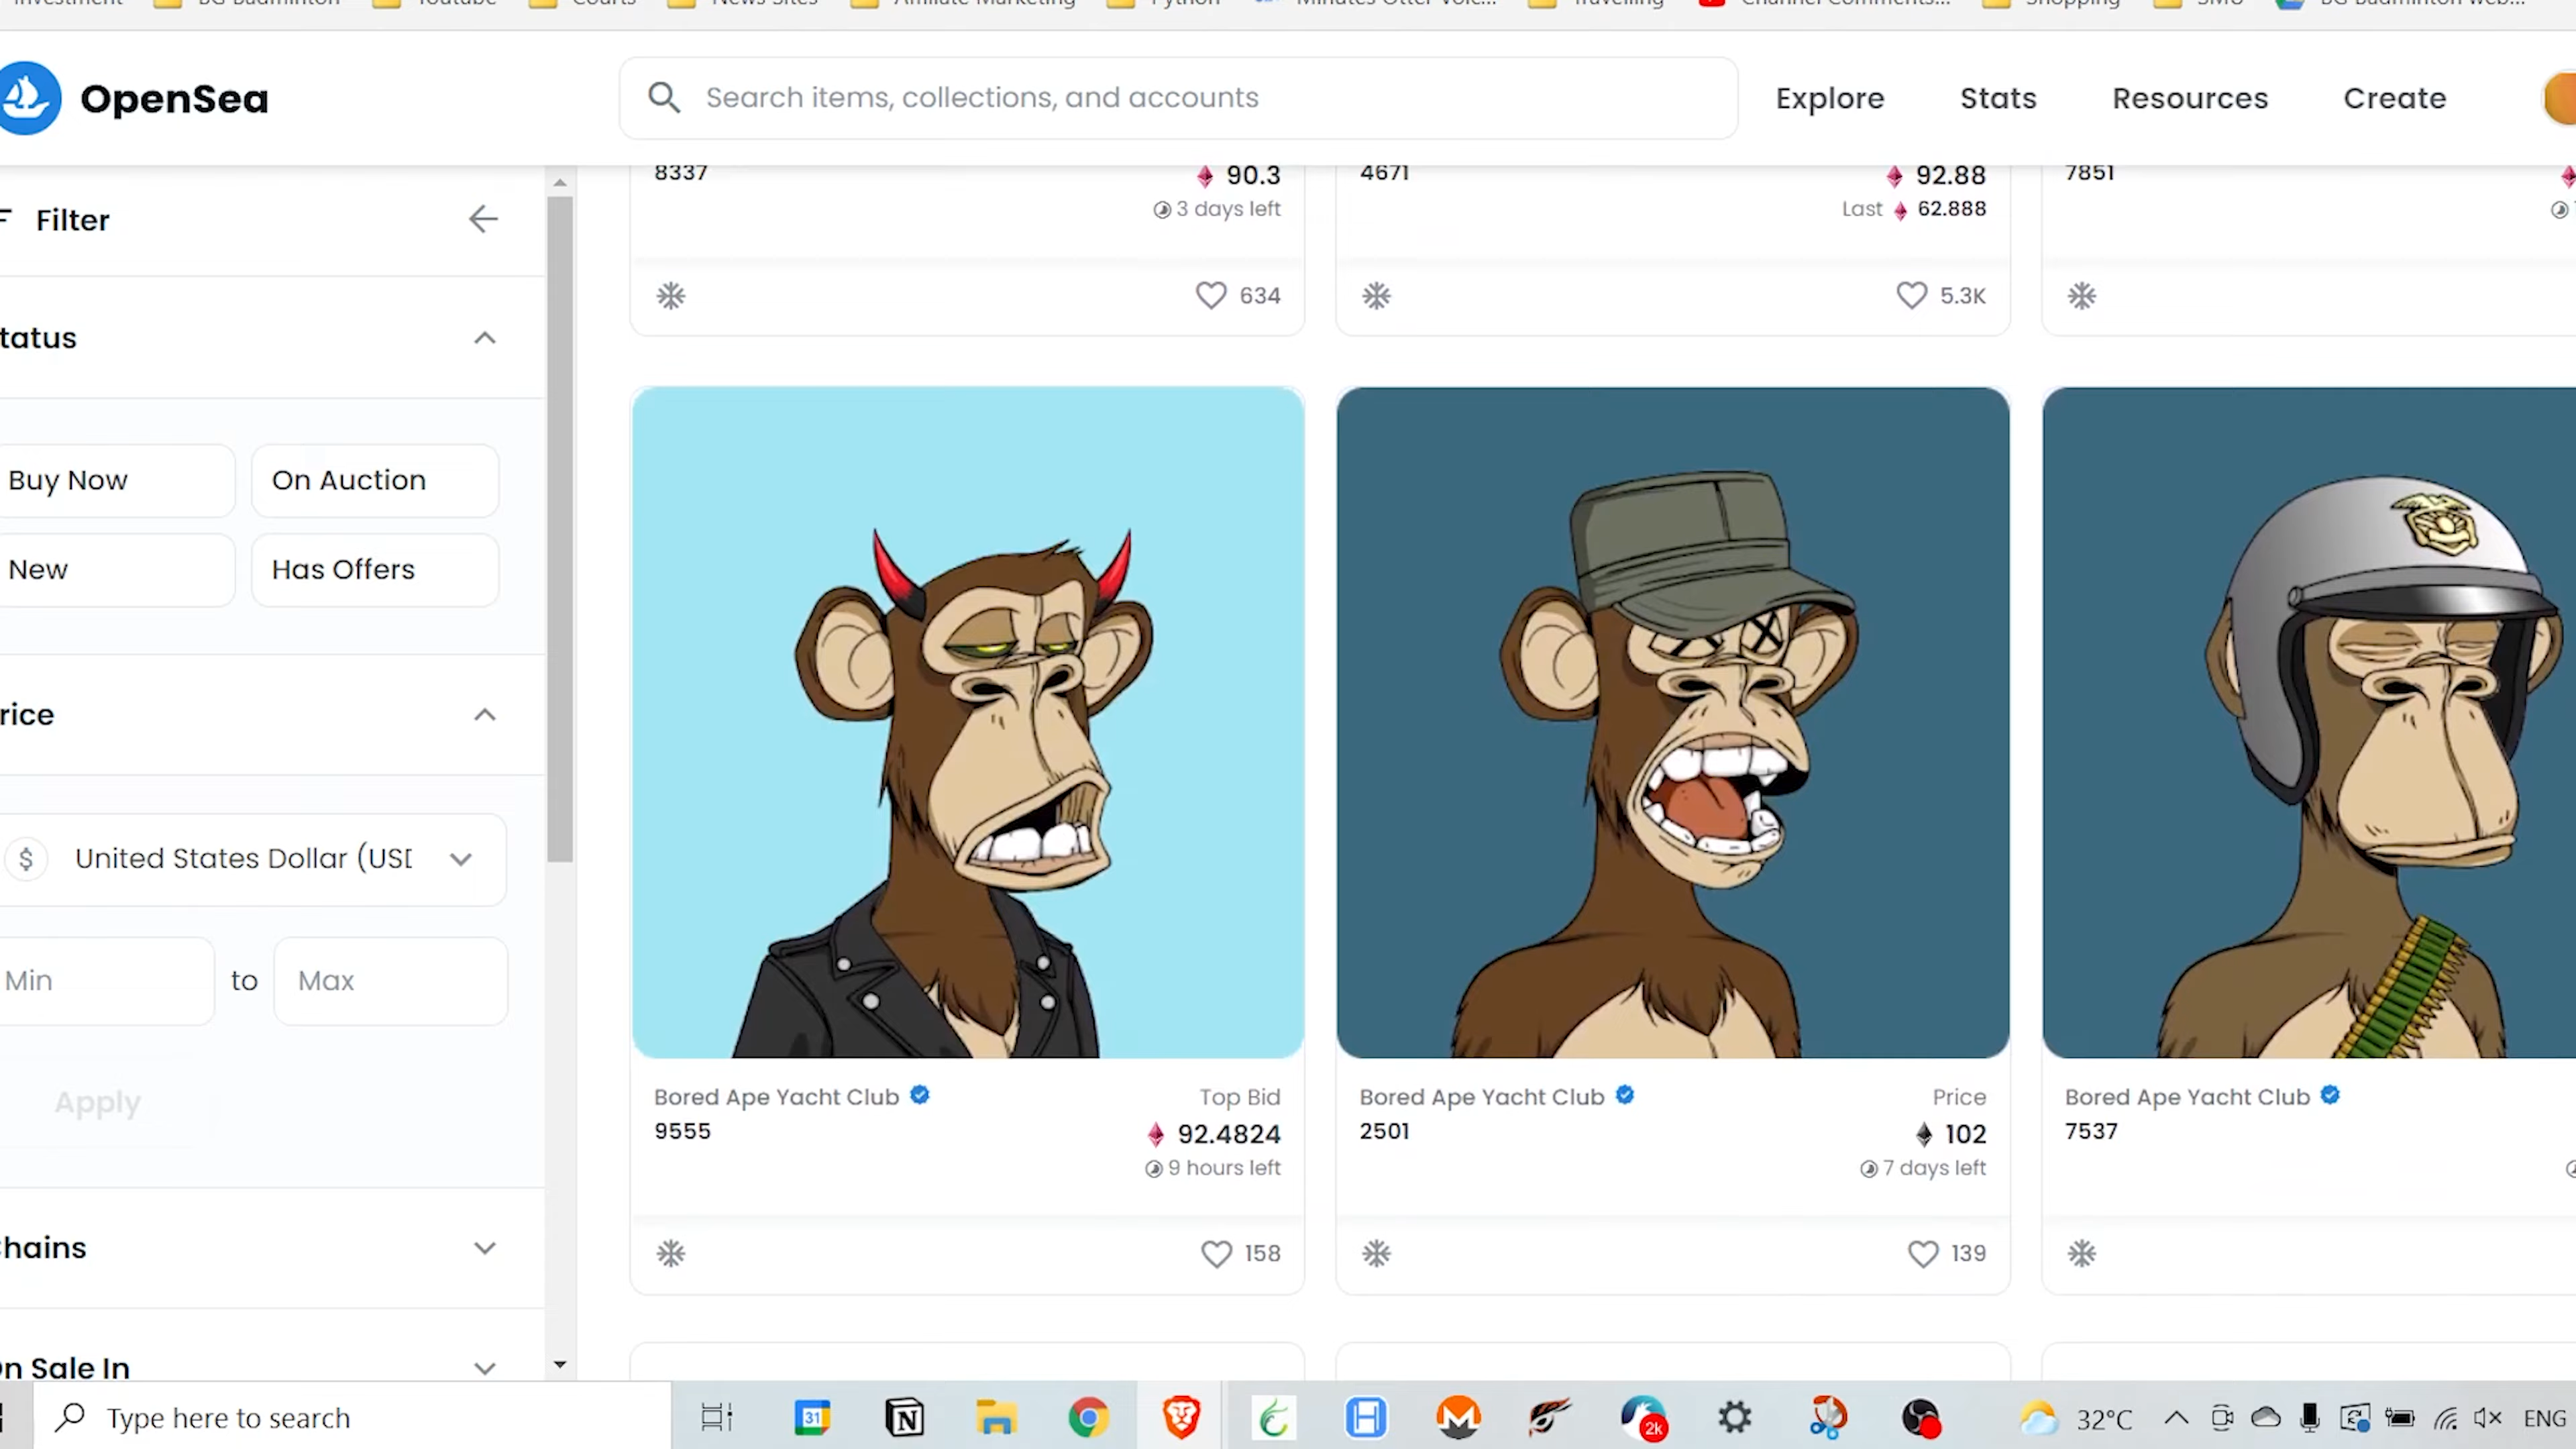 OpenSea
Search items, collections, and accounts
Explore
Stats
Resources
Create
8337
90.3
3 days left
634
4671
92.88
Last 62.888
5.3K
7851
Filter
tatus
Buy Now
On Auction
New
Has Offers
rice
$ United States Dollar (USD
Min to Max
Apply
hains
n Sale In
Bored Ape Yacht Club
Top Bid
9555
92.4824
9 hours left
158
Bored Ape Yacht Club
Price
2501
102
7 days left
139
Bored Ape Yacht Club
7537
Type here to search
31
N
H
2k
32°C
ENG